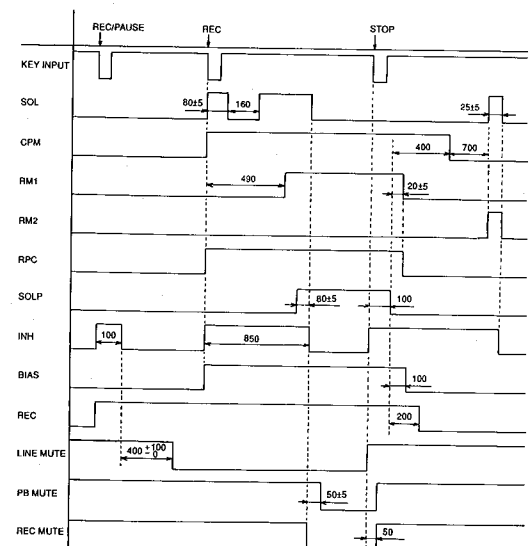 REC/PAUSE REC STOP
KEY INPUT
SOL 80±5 160 25±5
CPM 400 700
RM1 490 20±5
RM2
RPC
SOLP 80±5 100
INH 100 850
BIAS 100
REC 200
LINE MUTE 400 +100 -0
PB MUTE 50±5
REC MUTE 50